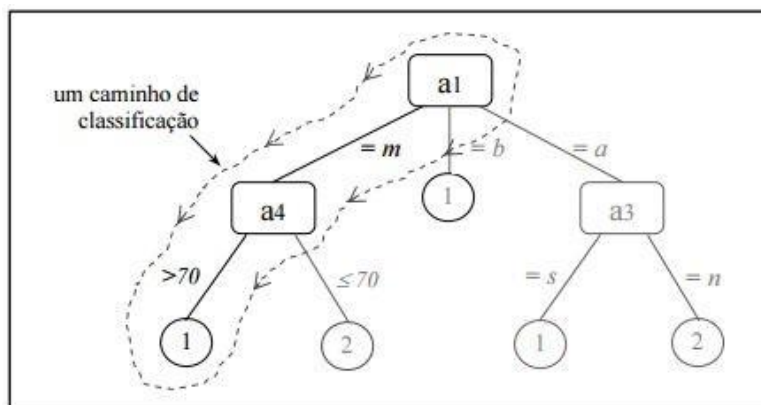 a1
um caminho de
classificação
= m
= b
= a
a4
1
a3
>70
≤ 70
= s
= n
1
2
1
2